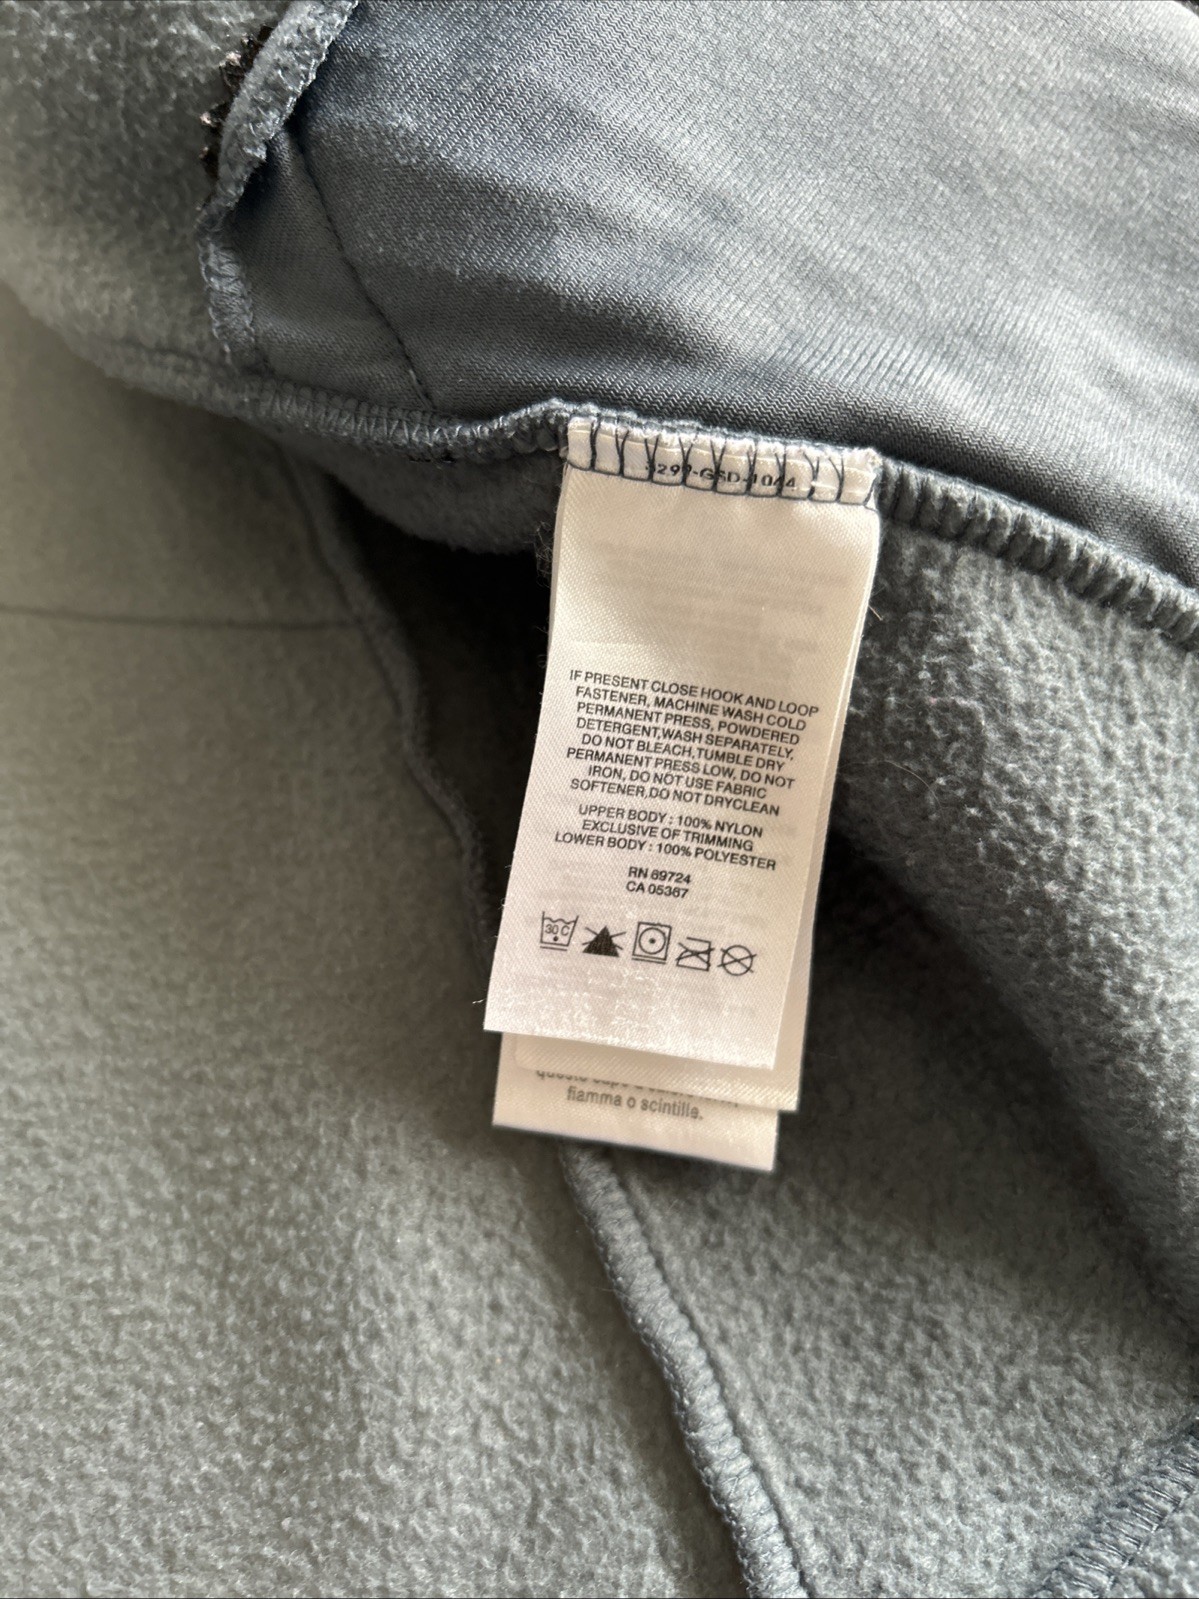 IF PRESENT CLOSE HOOK AND LOOP
FASTENER, MACHINE WASH COLD
PERMANENT PRESS, POWDERED
DETERGENT,WASH SEPARATELY,
DO NOT BLEACH,TUMBLE DRY
PERMANENT PRESS LOW, DO NOT
IRON, DO NOT USE FABRIC
SOFTENER,DO NOT DRYCLEAN
UPPER BODY : 100% NYLON
EXCLUSIVE OF TRIMMING
LOWER BODY : 100% POLYESTER
RN 89724
CA 05367
30 C
fiamma o scintille.